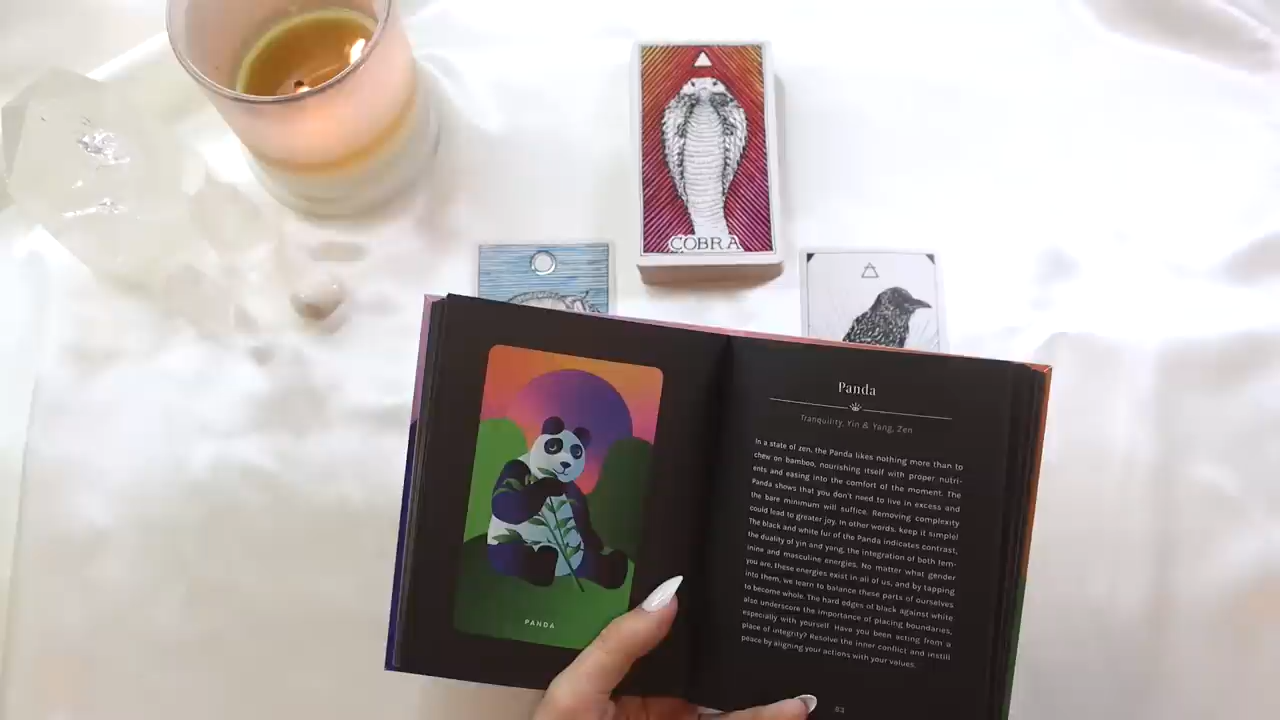 COBRA
PANDA
Panda
Tranquility, Yin & Yang, Zen
In a state of zen, the Panda likes nothing more than to
chew on bamboo, nourishing itself with proper nutri-
ents and easing into the comfort of the moment. The
Panda shows that you don't need to live in excess and
the bare minimum will suffice. Removing complexity
could lead to greater joy. In other words, keep it simple!
The black and white fur of the Panda indicates contrast,
the duality of yin and yang, the integration of both fem-
inine and masculine energies. No matter what gender
you are, these energies exist in all of us, and by tapping
into them, we learn to balance these parts of ourselves
to become whole. The hard edges of black against white
also underscore the importance of placing boundaries,
especially with yourself. Have you been acting from a
place of integrity? Resolve the inner conflict and instill
peace by aligning your actions with your values.